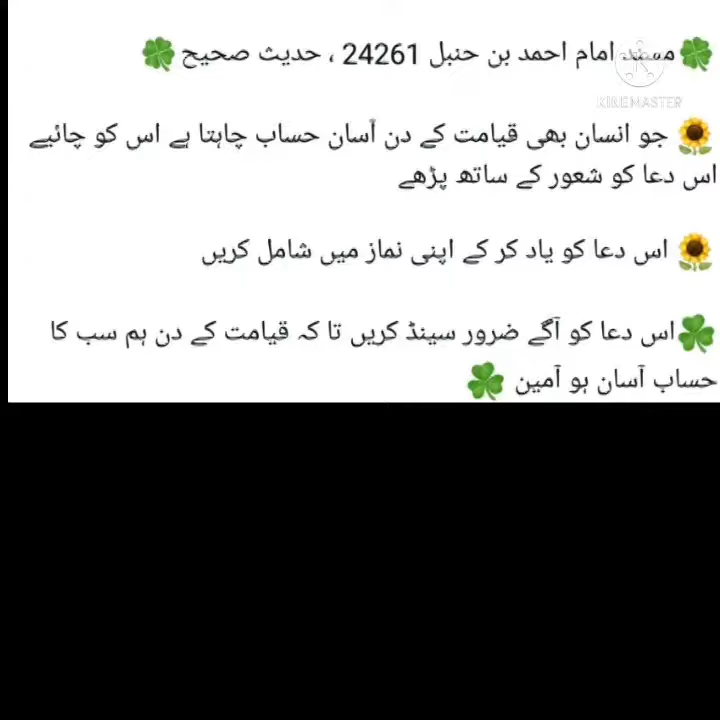 🍀 مسند امام احمد بن حنبل 24261 ، حدیث صحیح 🍀
KINEMASTER
🌻 جو انسان بھی قیامت کے دن آسان حساب چاہتا ہے اس کو چائیے
اس دعا کو شعور کے ساتھ پڑھے
🌻 اس دعا کو یاد کر کے اپنی نماز میں شامل کریں
☘️ اس دعا کو آگے ضرور سینڈ کریں تا کہ قیامت کے دن ہم سب کا
حساب آسان ہو آمین ☘️